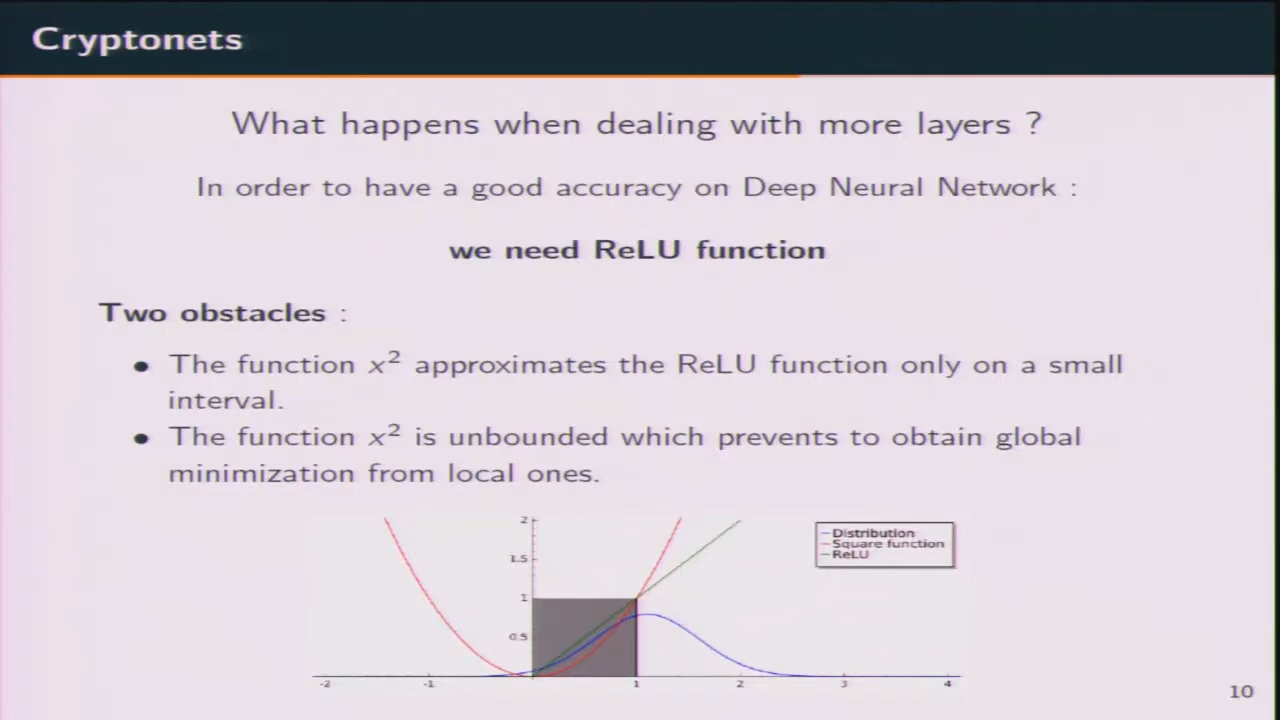 Cryptonets
What happens when dealing with more layers ?
In order to have a good accuracy on Deep Neural Network :
we need ReLU function
Two obstacles :
• The function x² approximates the ReLU function only on a small
interval.
• The function x² is unbounded which prevents to obtain global
minimization from local ones.
2
1.5
1
0.5
-2 -1 1 2 3 4
Distribution
Square function
ReLU
10